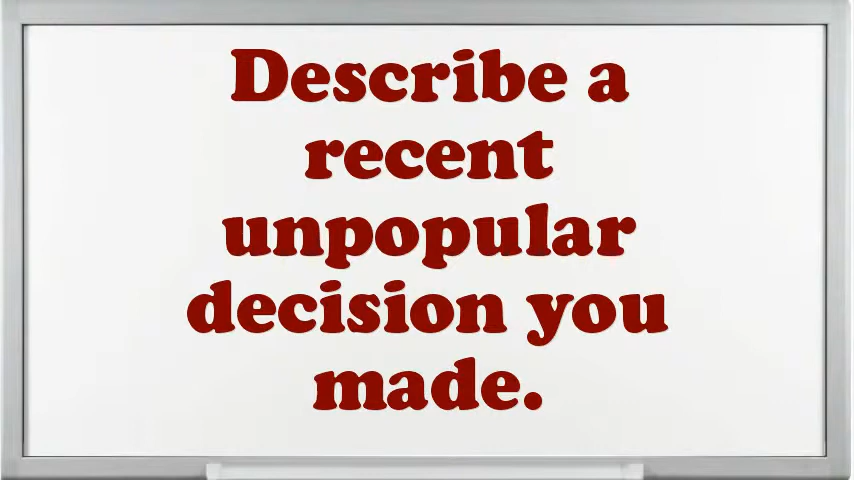 Describe a
recent
unpopular
decision you
made.